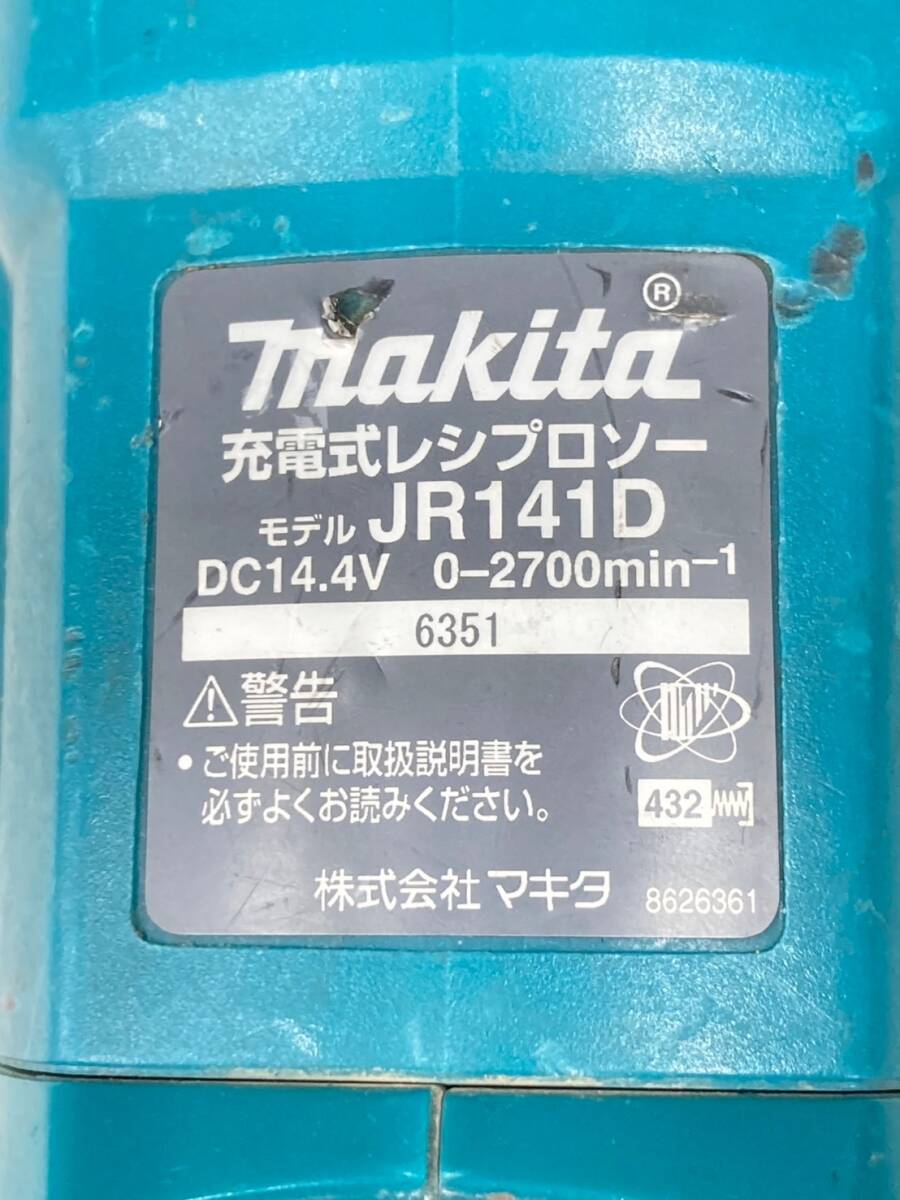 makita®
充電式レシプロソー
モデル JR141D
DC14.4V 0–2700min⁻¹
6351
⚠警告
•ご使用前に取扱説明書を
必ずよくお読みください。
432
株式会社 マキタ 8626361